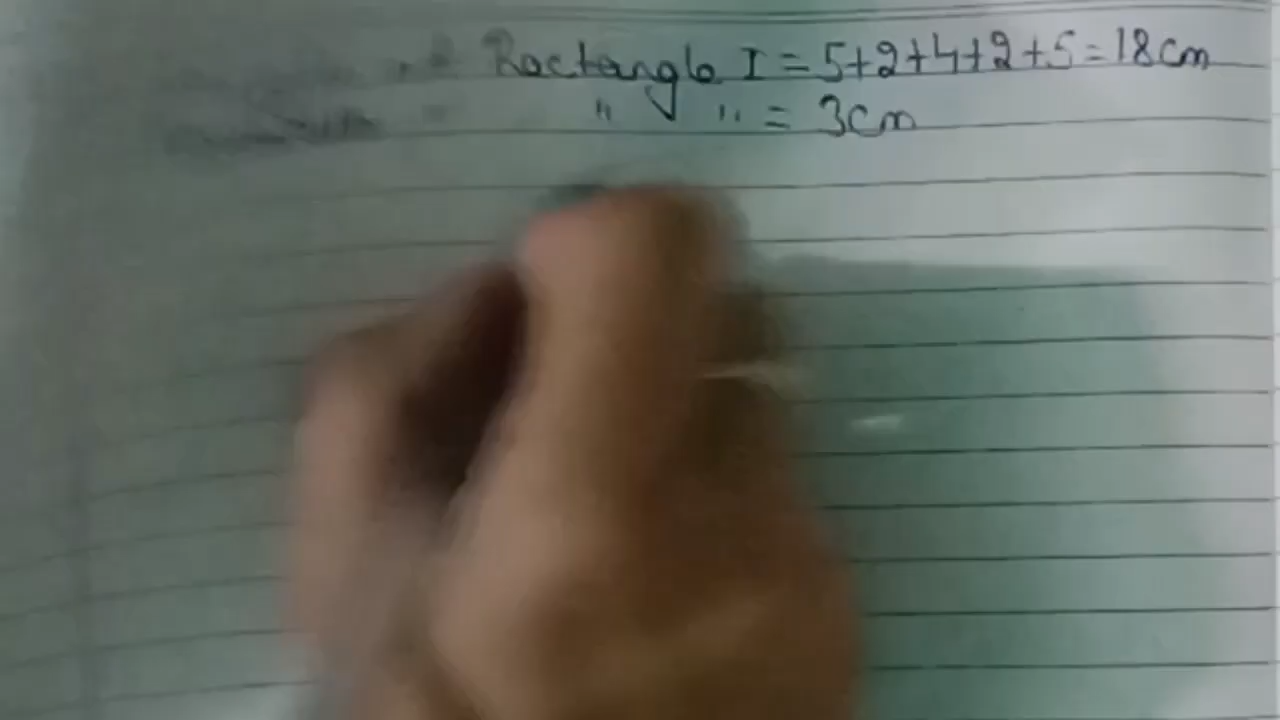 Rectangle I = 5+2+4+2+5=18cm
" " = 3cm